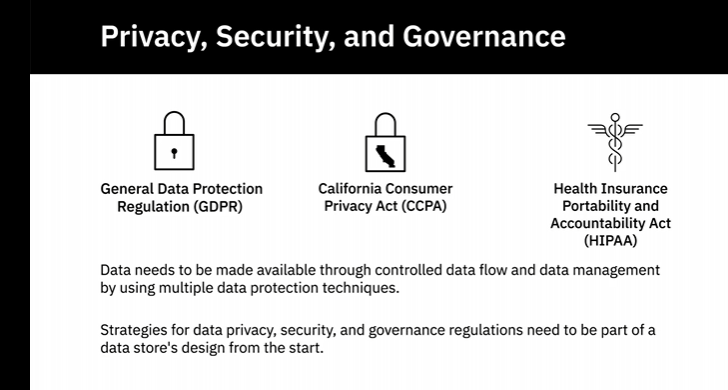 Privacy, Security, and Governance
General Data Protection
Regulation (GDPR)
California Consumer
Privacy Act (CCPA)
Health Insurance
Portability and
Accountability Act
(HIPAA)
Data needs to be made available through controlled data flow and data management
by using multiple data protection techniques.
Strategies for data privacy, security, and governance regulations need to be part of a
data store's design from the start.